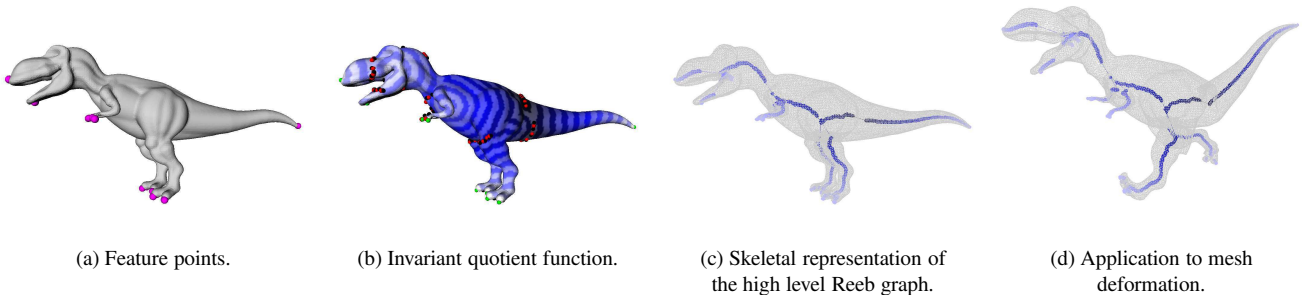 (a) Feature points.
(b) Invariant quotient function.
(c) Skeletal representation of
the high level Reeb graph.
(d) Application to mesh
deformation.